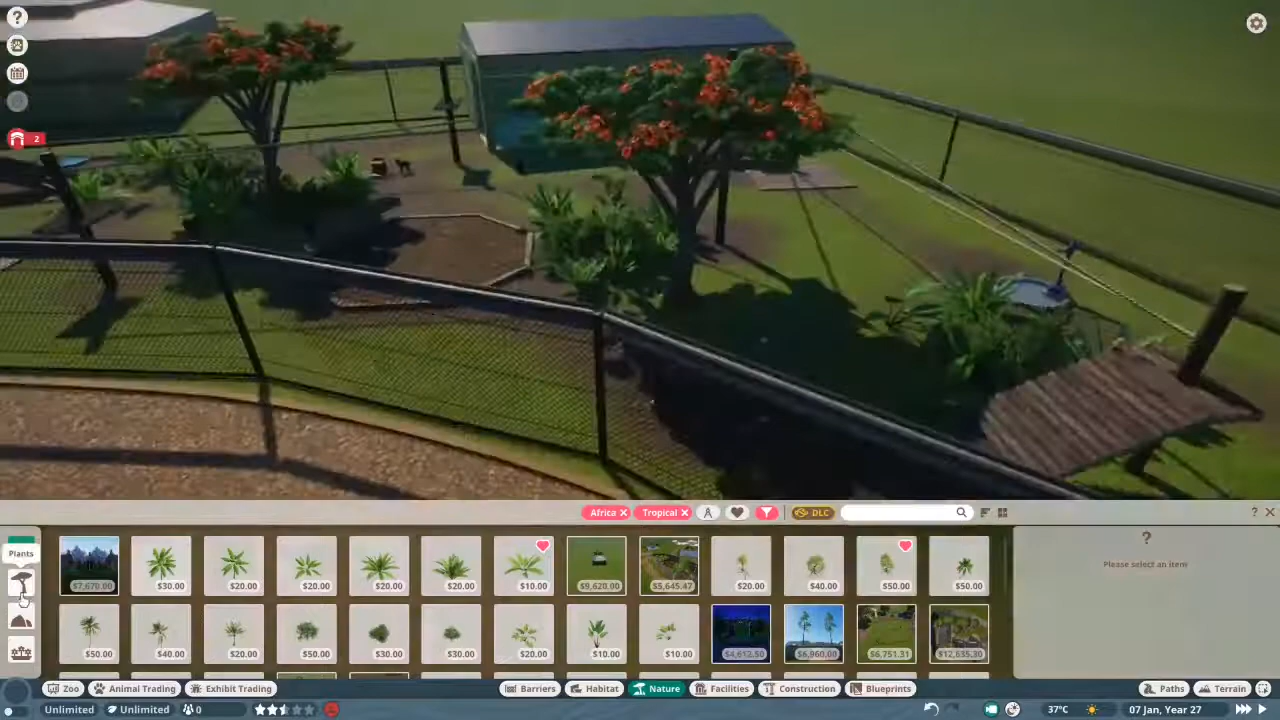 ?
2
Africa ✕ Tropical ✕ DLC
? ✕
Plants
$7,670.00 $30.00 $20.00 $20.00 $20.00 $20.00 $10.00 $9,620.00 $5,645.47 $20.00 $40.00 $50.00 $50.00
?
Please select an item
$50.00 $40.00 $20.00 $50.00 $30.00 $30.00 $20.00 $10.00 $10.00 $4,612.50 $6,960.00 $6,751.31 $12,635.30
Zoo Animal Trading Exhibit Trading Barriers Habitat Nature Facilities Construction Blueprints Paths Terrain
Unlimited Unlimited 0 37°C 07 Jan, Year 27